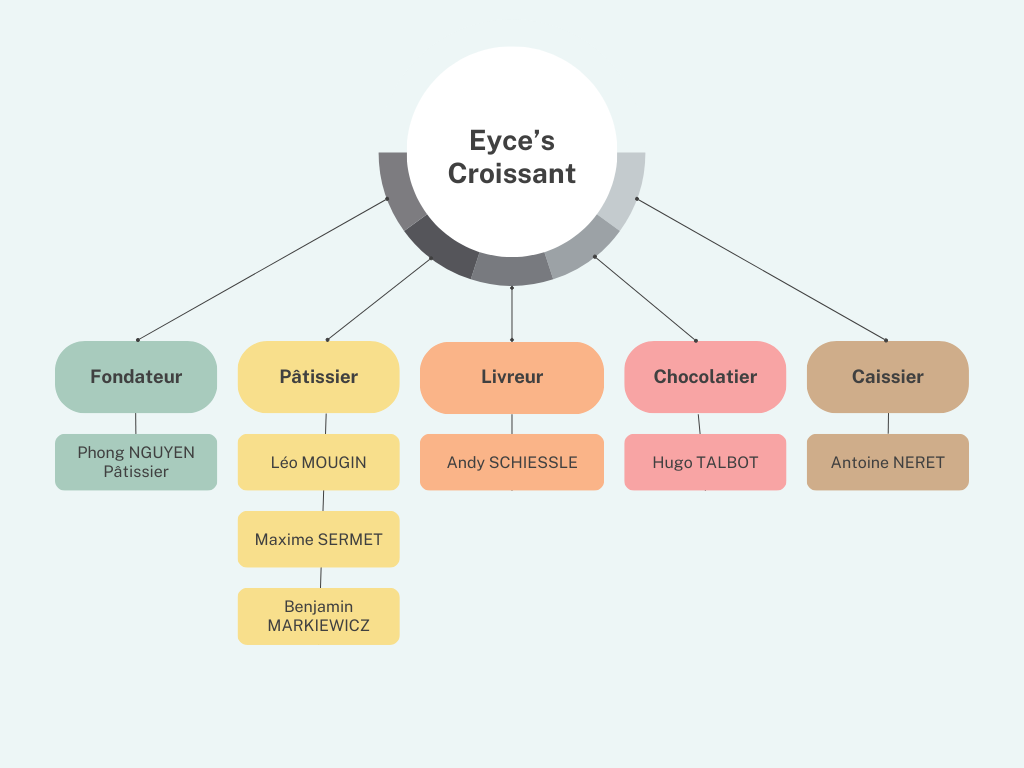 Eyce’s
Croissant
Fondateur
Pâtissier
Livreur
Chocolatier
Caissier
Phong NGUYEN
Pâtissier
Léo MOUGIN
Andy SCHIESSLE
Hugo TALBOT
Antoine NERET
Maxime SERMET
Benjamin
MARKIEWICZ